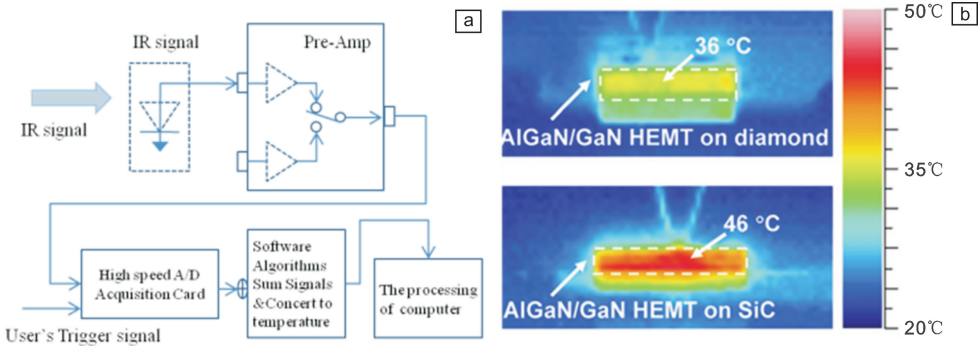 a
IR signal
Pre-Amp
IR signal
High speed A/D
Acquisition Card
Software
Algorithms
Sum Signals
&Concert to
temperature
The processing
of computer
User's Trigger signal
b
36 °C
AlGaN/GaN HEMT on diamond
46 °C
AlGaN/GaN HEMT on SiC
50℃
35℃
20℃